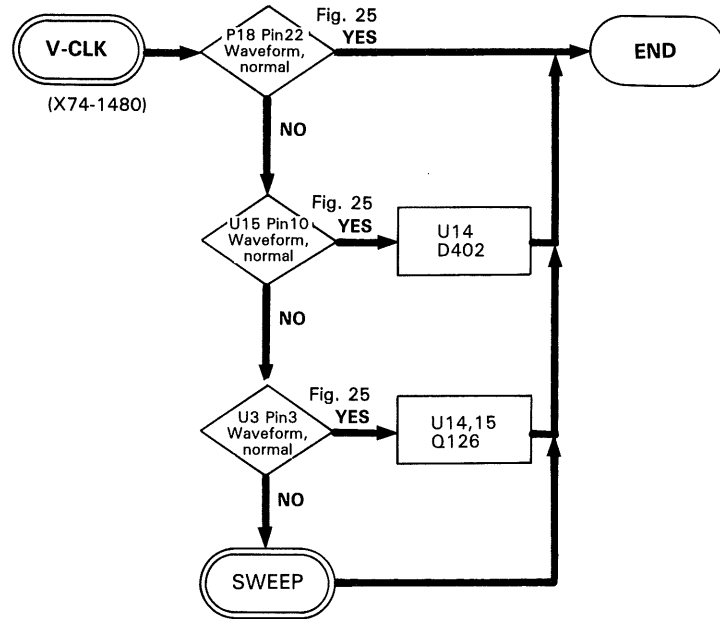 V-CLK
(X74-1480)
P18 Pin22
Waveform,
normal
Fig. 25
YES
END
NO
U15 Pin10
Waveform,
normal
Fig. 25
YES
U14
D402
NO
U3 Pin3
Waveform,
normal
Fig. 25
YES
U14,15
Q126
NO
SWEEP